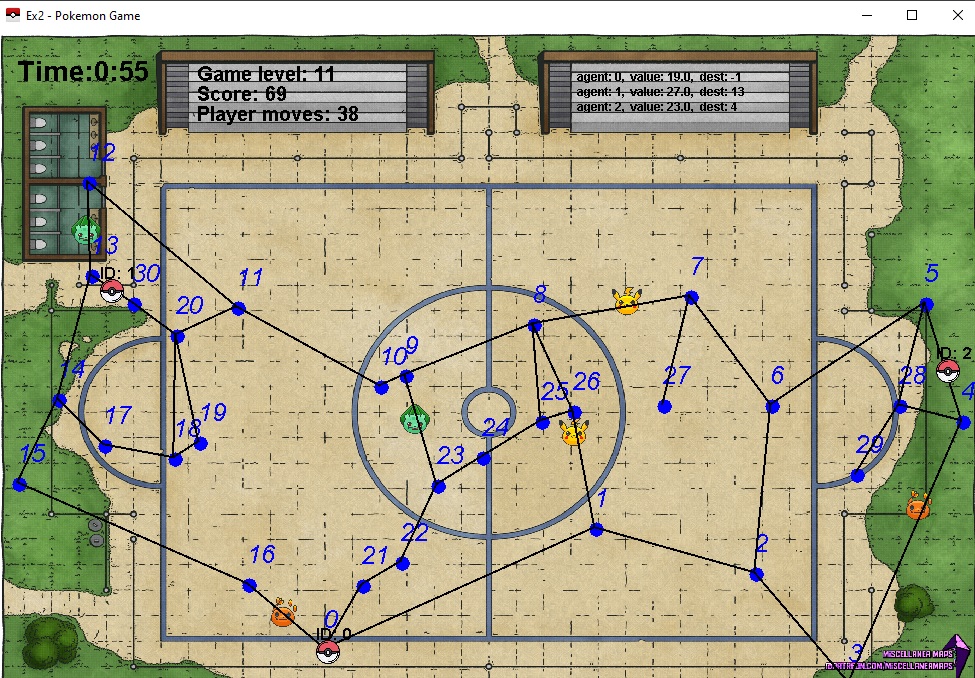 Ex2 - Pokemon Game
Time:0:55
Game level: 11
Score: 69
Player moves: 38
agent: 0, value: 19.0, dest: -1
agent: 1, value: 27.0, dest: 13
agent: 2, value: 23.0, dest: 4
12
13
ID: 1
30
11
7
5
8
20
10
9
ID: 2
14
27
6
28
4
25
26
17
19
24
18
29
15
23
1
22
2
16
21
0
ID: 0
3
MISCELLANEA MAPS
PATREON.COM/MISCELLANEAMAPS